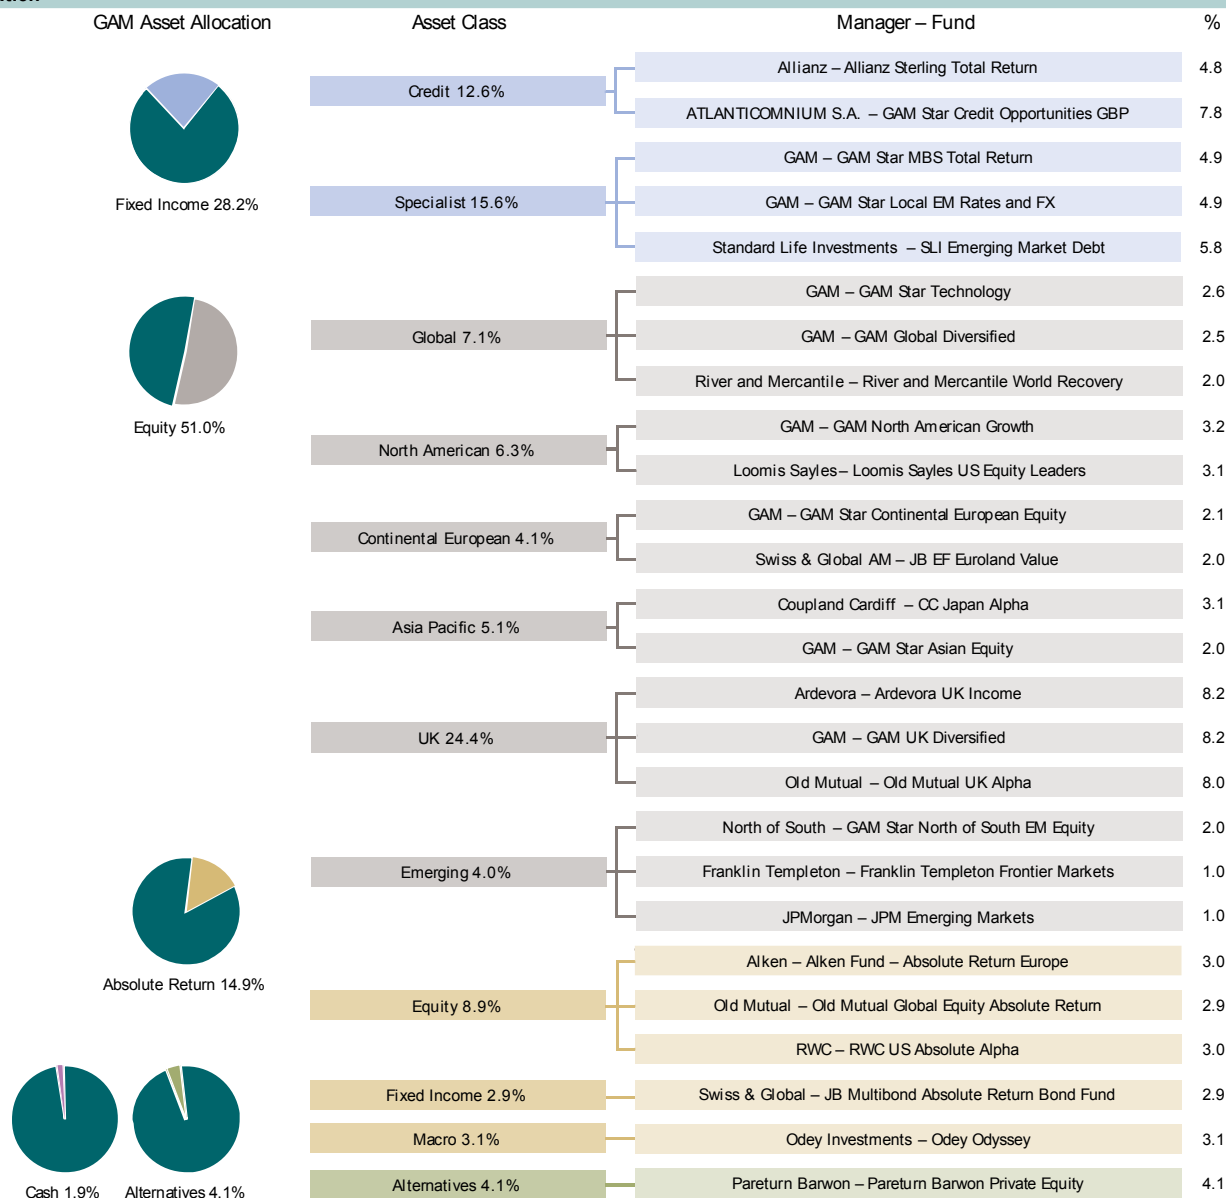 GAM Asset Allocation Asset Class Manager – Fund %
Allianz – Allianz Sterling Total Return 4.8
Credit 12.6%
ATLANTICOMNIUM S.A. – GAM Star Credit Opportunities GBP 7.8
GAM – GAM Star MBS Total Return 4.9
Fixed Income 28.2% Specialist 15.6% GAM – GAM Star Local EM Rates and FX 4.9
Standard Life Investments – SLI Emerging Market Debt 5.8
GAM – GAM Star Technology 2.6
Global 7.1% GAM – GAM Global Diversified 2.5
River and Mercantile – River and Mercantile World Recovery 2.0
Equity 51.0% GAM – GAM North American Growth 3.2
North American 6.3%
Loomis Sayles – Loomis Sayles US Equity Leaders 3.1
GAM – GAM Star Continental European Equity 2.1
Continental European 4.1%
Swiss & Global AM – JB EF Euroland Value 2.0
Coupland Cardiff – CC Japan Alpha 3.1
Asia Pacific 5.1%
GAM – GAM Star Asian Equity 2.0
Ardevora – Ardevora UK Income 8.2
UK 24.4% GAM – GAM UK Diversified 8.2
Old Mutual – Old Mutual UK Alpha 8.0
North of South – GAM Star North of South EM Equity 2.0
Emerging 4.0% Franklin Templeton – Franklin Templeton Frontier Markets 1.0
JPMorgan – JPM Emerging Markets 1.0
Alken – Alken Fund – Absolute Return Europe 3.0
Absolute Return 14.9%
Equity 8.9% Old Mutual – Old Mutual Global Equity Absolute Return 2.9
RWC – RWC US Absolute Alpha 3.0
Fixed Income 2.9% Swiss & Global – JB Multibond Absolute Return Bond Fund 2.9
Macro 3.1% Odey Investments – Odey Odyssey 3.1
Cash 1.9% Alternatives 4.1% Alternatives 4.1% Pareturn Barwon – Pareturn Barwon Private Equity 4.1